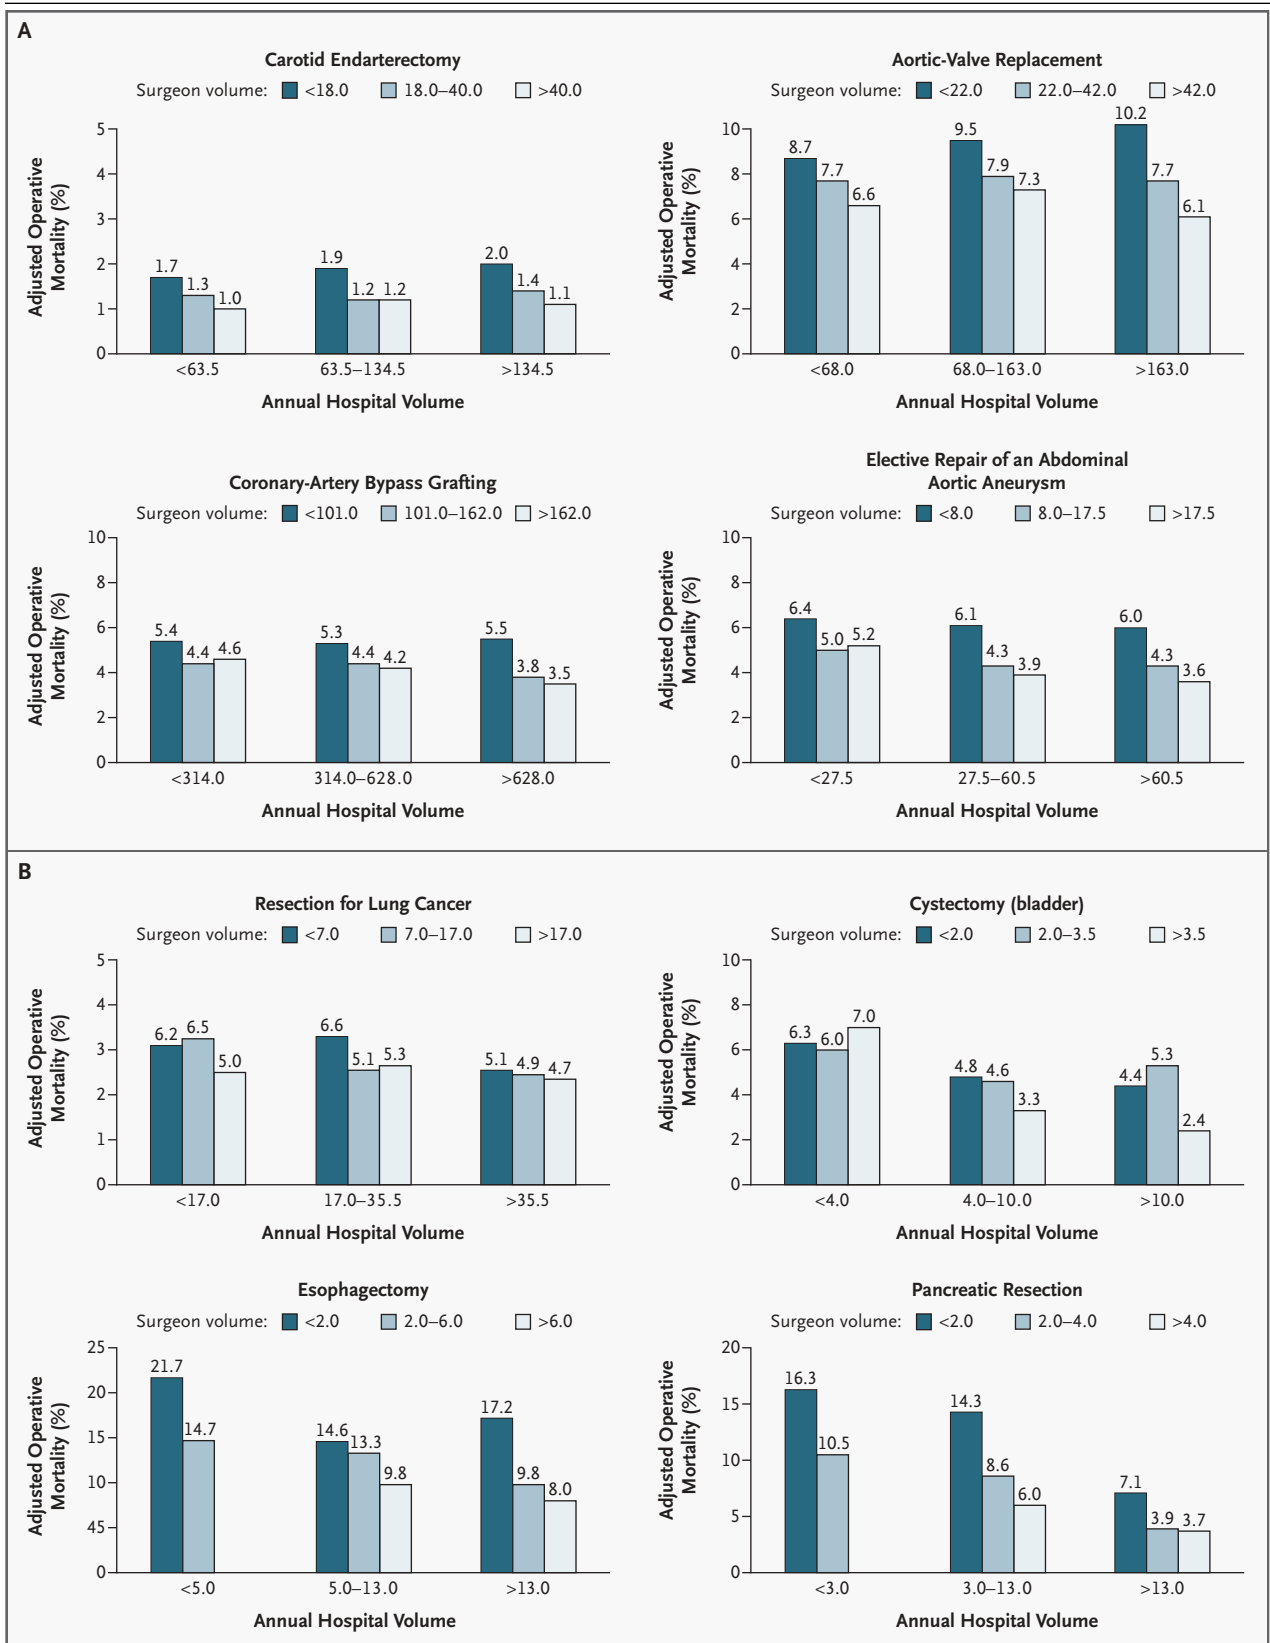 A
Carotid Endarterectomy
Surgeon volume: <18.0 18.0–40.0 >40.0
Adjusted Operative
Mortality (%)
5
4
3
2
1
0
1.7 1.3 1.0
1.9 1.2 1.2
2.0 1.4 1.1
<63.5 63.5–134.5 >134.5
Annual Hospital Volume
Aortic-Valve Replacement
Surgeon volume: <22.0 22.0–42.0 >42.0
Adjusted Operative
Mortality (%)
10
8
6
4
2
0
8.7 7.7 6.6
9.5 7.9 7.3
10.2 7.7 6.1
<68.0 68.0–163.0 >163.0
Annual Hospital Volume
Coronary-Artery Bypass Grafting
Surgeon volume: <101.0 101.0–162.0 >162.0
Adjusted Operative
Mortality (%)
10
8
6
4
2
0
5.4 4.4 4.6
5.3 4.4 4.2
5.5 3.8 3.5
<314.0 314.0–628.0 >628.0
Annual Hospital Volume
Elective Repair of an Abdominal
Aortic Aneurysm
Surgeon volume: <8.0 8.0–17.5 >17.5
Adjusted Operative
Mortality (%)
10
8
6
4
2
0
6.4 5.0 5.2
6.1 4.3 3.9
6.0 4.3 3.6
<27.5 27.5–60.5 >60.5
Annual Hospital Volume
B
Resection for Lung Cancer
Surgeon volume: <7.0 7.0–17.0 >17.0
Adjusted Operative
Mortality (%)
5
4
3
2
1
0
6.2 6.5 5.0
6.6 5.1 5.3
5.1 4.9 4.7
<17.0 17.0–35.5 >35.5
Annual Hospital Volume
Cystectomy (bladder)
Surgeon volume: <2.0 2.0–3.5 >3.5
Adjusted Operative
Mortality (%)
10
8
6
4
2
0
6.3 6.0 7.0
4.8 4.6 3.3
4.4 5.3 2.4
<4.0 4.0–10.0 >10.0
Annual Hospital Volume
Esophagectomy
Surgeon volume: <2.0 2.0–6.0 >6.0
Adjusted Operative
Mortality (%)
25
20
15
10
45
0
21.7 14.7
14.6 13.3 9.8
17.2 9.8 8.0
<5.0 5.0–13.0 >13.0
Annual Hospital Volume
Pancreatic Resection
Surgeon volume: <2.0 2.0–4.0 >4.0
Adjusted Operative
Mortality (%)
20
15
10
5
0
16.3 10.5
14.3 8.6 6.0
7.1 3.9 3.7
<3.0 3.0–13.0 >13.0
Annual Hospital Volume